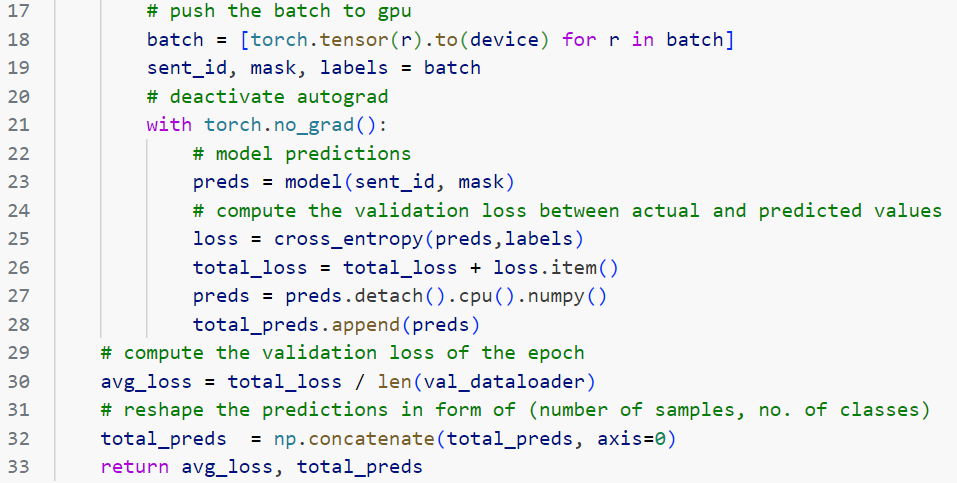 17 # push the batch to gpu
18 batch = [torch.tensor(r).to(device) for r in batch]
19 sent_id, mask, labels = batch
20 # deactivate autograd
21 with torch.no_grad():
22 # model predictions
23 preds = model(sent_id, mask)
24 # compute the validation loss between actual and predicted values
25 loss = cross_entropy(preds,labels)
26 total_loss = total_loss + loss.item()
27 preds = preds.detach().cpu().numpy()
28 total_preds.append(preds)
29 # compute the validation loss of the epoch
30 avg_loss = total_loss / len(val_dataloader)
31 # reshape the predictions in form of (number of samples, no. of classes)
32 total_preds  = np.concatenate(total_preds, axis=0)
33 return avg_loss, total_preds